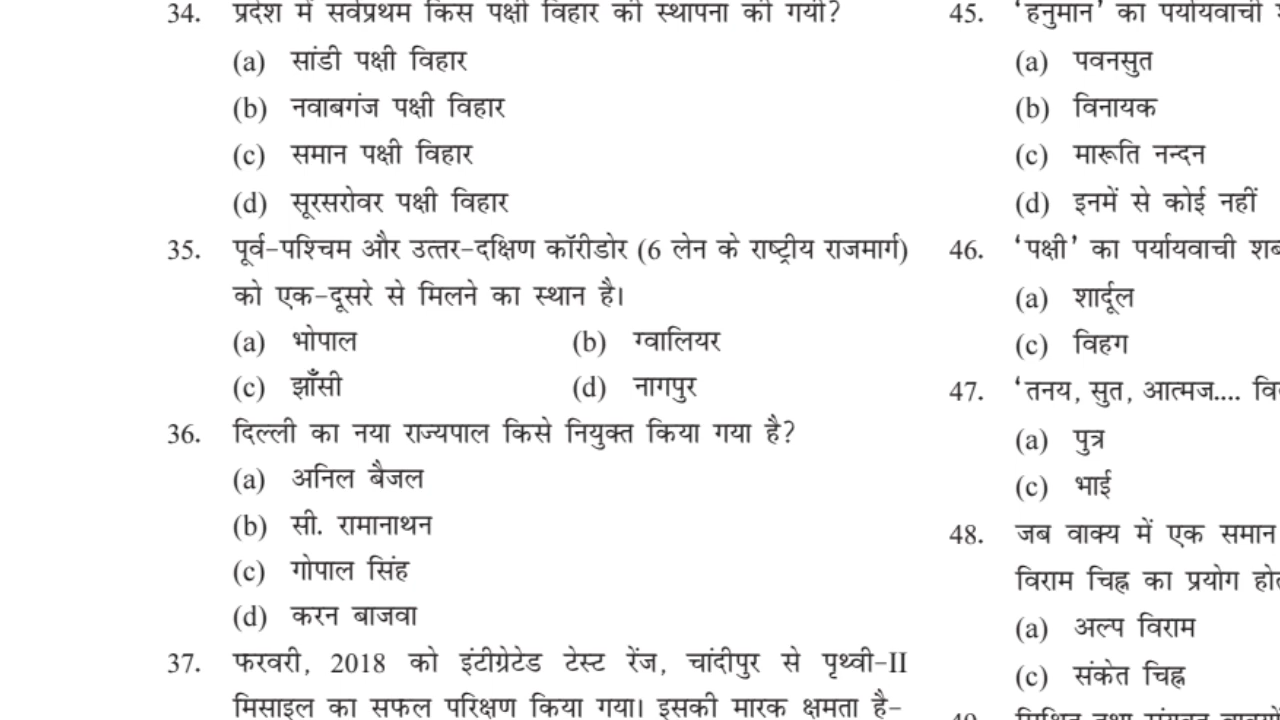 34. प्रदेश में सर्वप्रथम किस पक्षी विहार की स्थापना की गयी?
(a) सांडी पक्षी विहार
(b) नवाबगंज पक्षी विहार
(c) समान पक्षी विहार
(d) सूरसरोवर पक्षी विहार
35. पूर्व-पश्चिम और उत्तर-दक्षिण कॉरीडोर (6 लेन के राष्ट्रीय राजमार्ग)
को एक-दूसरे से मिलने का स्थान है।
(a) भोपाल (b) ग्वालियर
(c) झाँसी (d) नागपुर
36. दिल्ली का नया राज्यपाल किसे नियुक्त किया गया है?
(a) अनिल बैजल
(b) सी. रामानाथन
(c) गोपाल सिंह
(d) करन बाजवा
37. फरवरी, 2018 को इंटीग्रेटेड टेस्ट रेंज, चांदीपुर से पृथ्वी-II
मिसाइल का सफल परिक्षण किया गया। इसकी मारक क्षमता है-
45. 'हनुमान' का पर्यायवाची
(a) पवनसुत
(b) विनायक
(c) मारूति नन्दन
(d) इनमें से कोई नहीं
46. 'पक्षी' का पर्यायवाची
(a) शार्दूल
(c) विहग
47. 'तनय, सुत, आत्मज....
(a) पुत्र
(c) भाई
48. जब वाक्य में एक समान
विराम चिह्न का प्रयोग
(a) अल्प विराम
(c) संकेत चिह्न